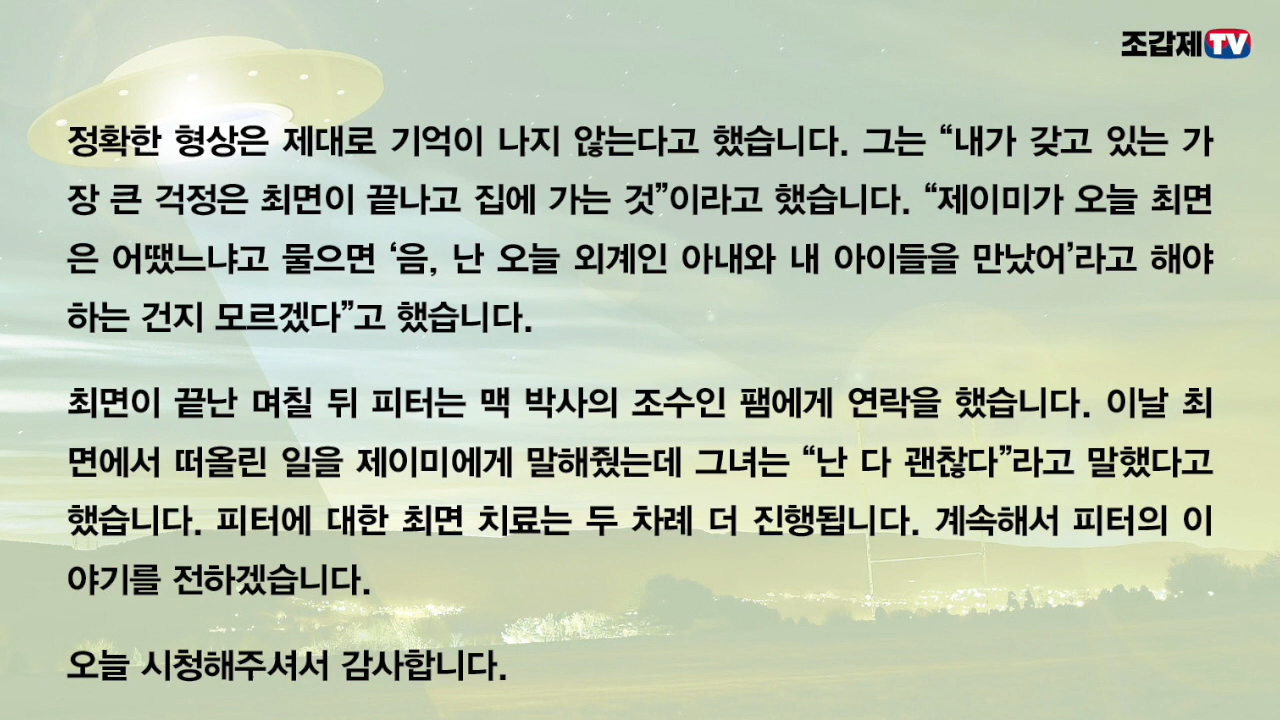 조갑제TV
정확한 형상은 제대로 기억이 나지 않는다고 했습니다. 그는 “내가 갖고 있는 가
장 큰 걱정은 최면이 끝나고 집에 가는 것”이라고 했습니다. “제이미가 오늘 최면
은 어땠느냐고 물으면 ‘음, 난 오늘 외계인 아내와 내 아이들을 만났어’라고 해야
하는 건지 모르겠다”고 했습니다.
최면이 끝난 며칠 뒤 피터는 맥 박사의 조수인 팸에게 연락을 했습니다. 이날 최
면에서 떠올린 일을 제이미에게 말해줬는데 그녀는 “난 다 괜찮다”라고 말했다고
했습니다. 피터에 대한 최면 치료는 두 차례 더 진행됩니다. 계속해서 피터의 이
야기를 전하겠습니다.
오늘 시청해주셔서 감사합니다.